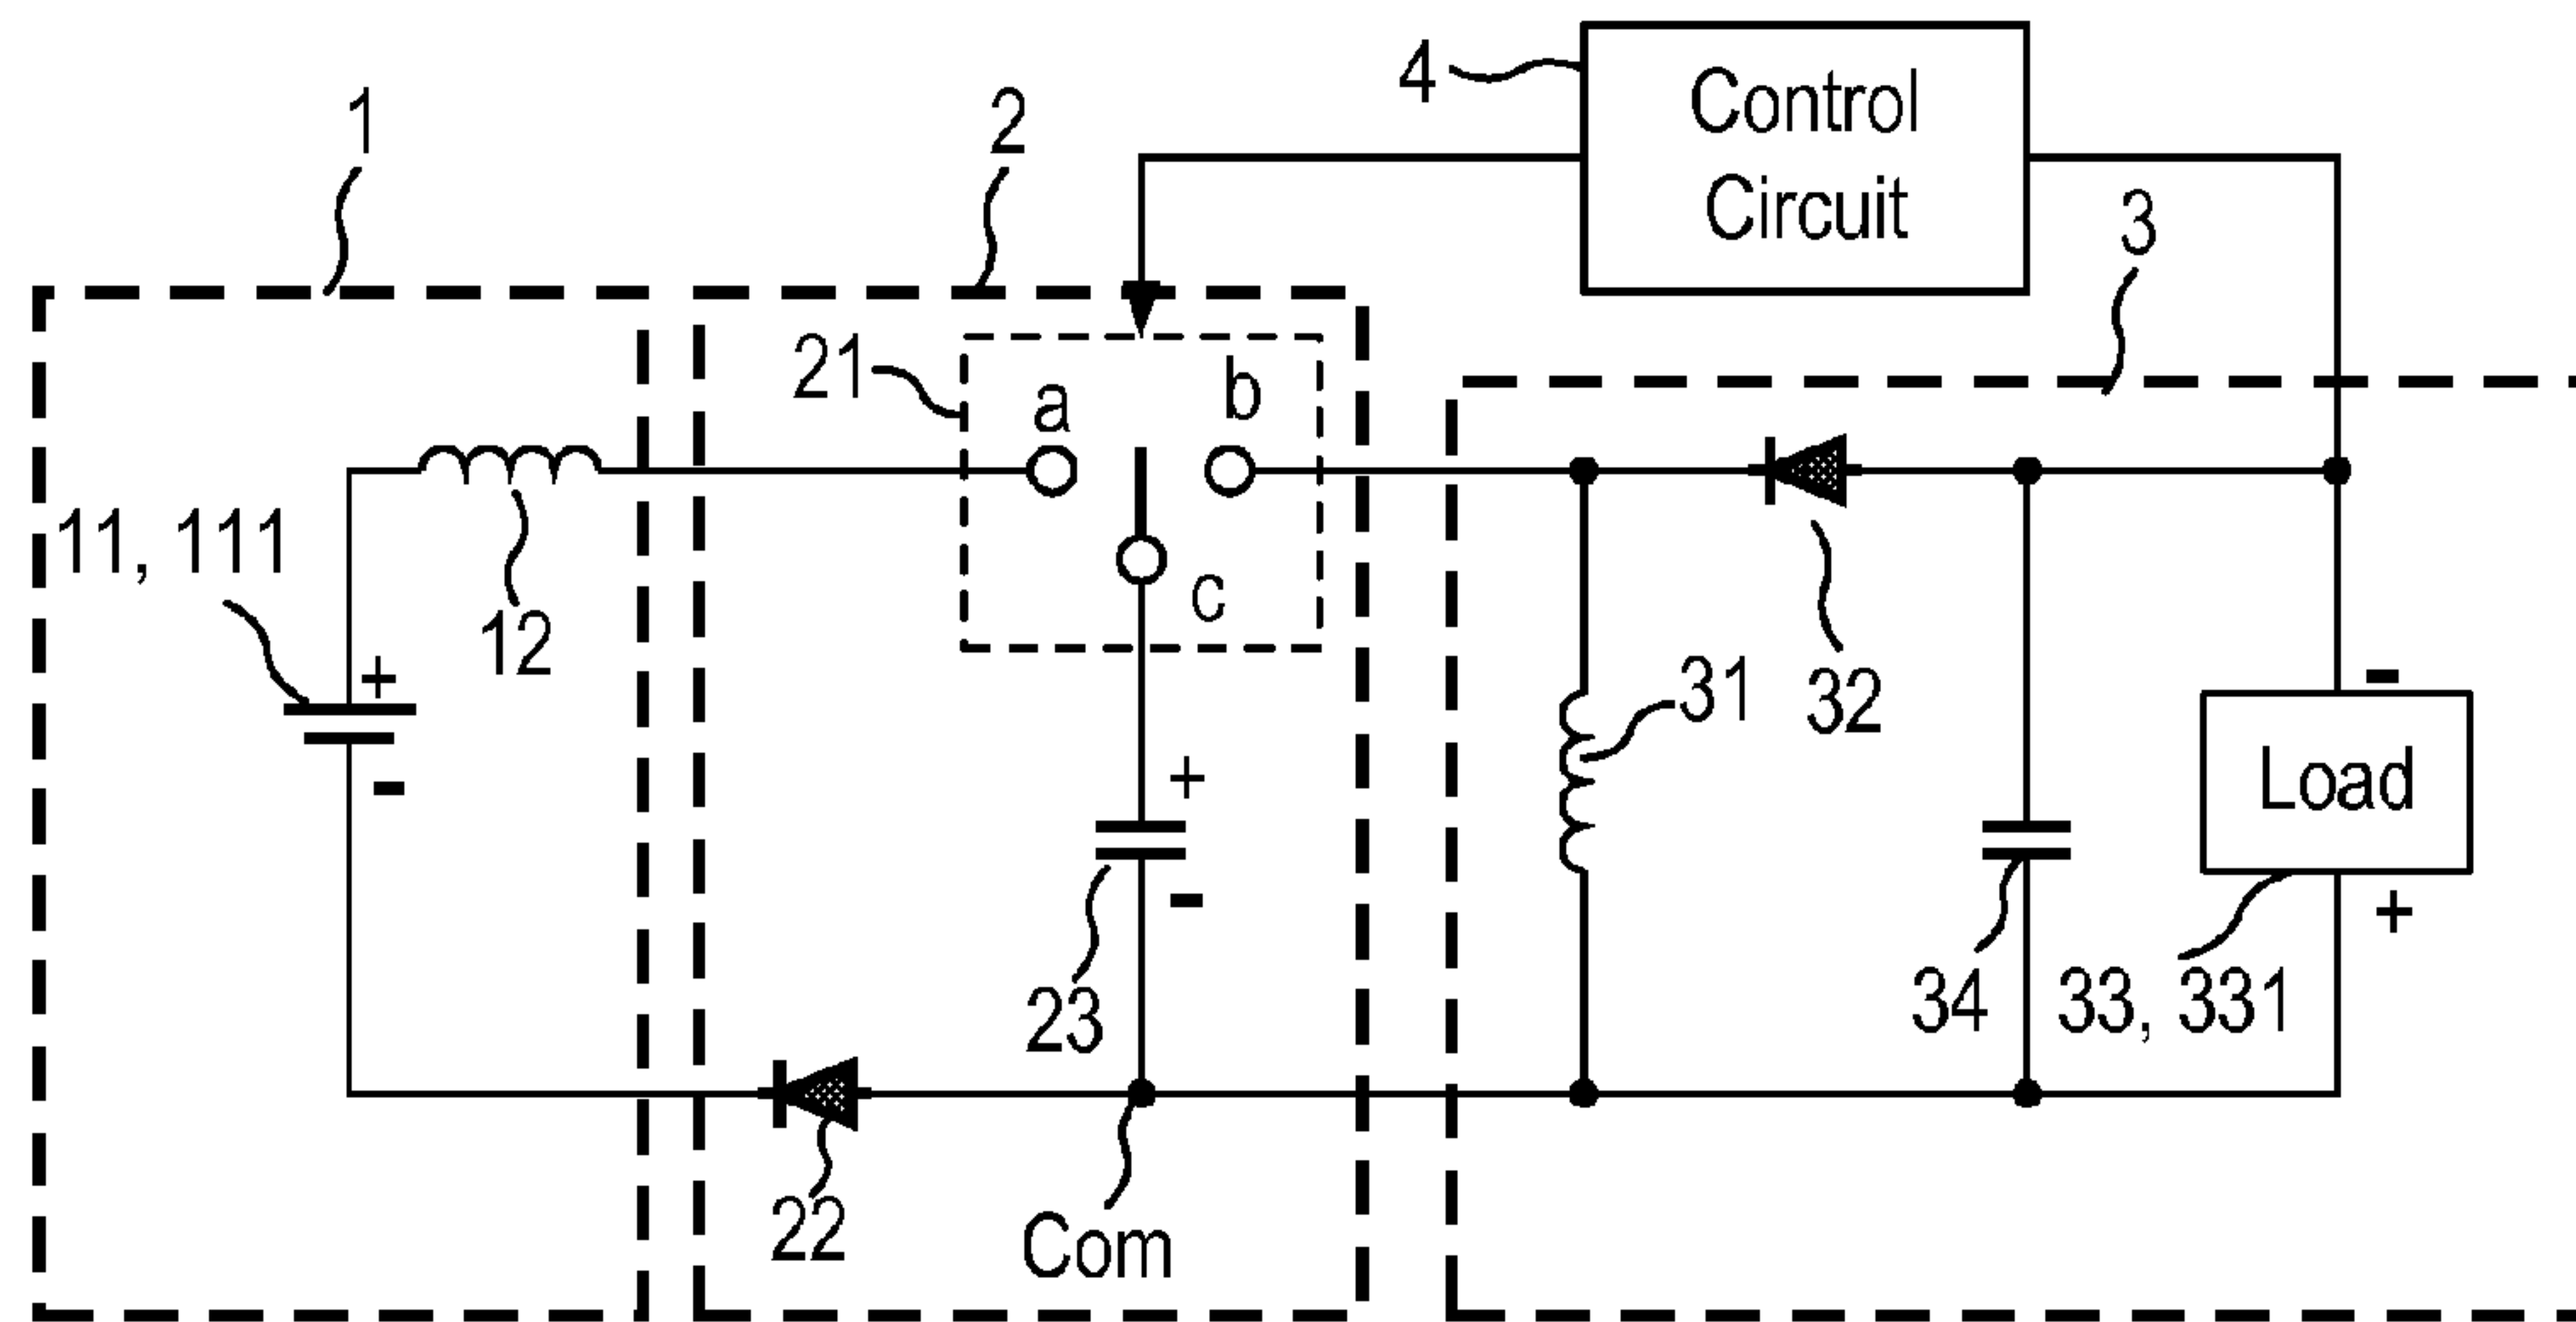 4
Control
Circuit
1
2
3
21
a
b
c
11, 111
12
+
-
31
32
-
Load
+
+
-
23
34
33, 331
22
Com